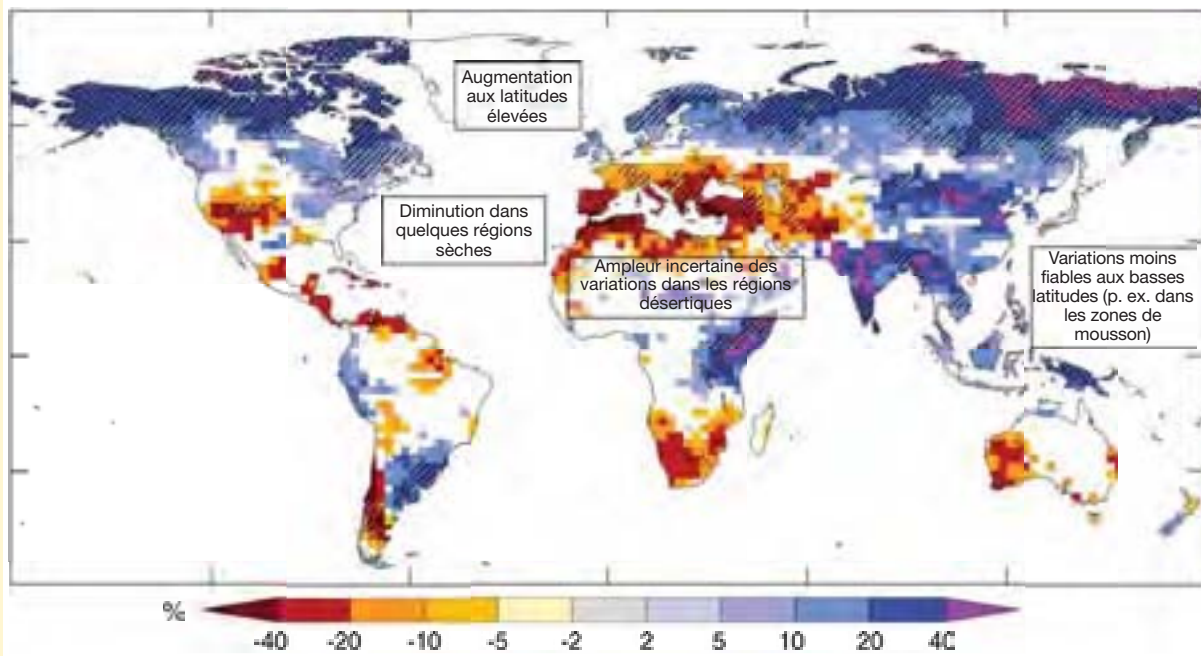 Augmentation
aux latitudes
élevées
Diminution dans
quelques régions
sèches
Ampleur incertaine des
variations dans les régions
désertiques
Variations moins
fiables aux basses
latitudes (p. ex. dans
les zones de
mousson)
%
-40 -20 -10 -5 -2 2 5 10 20 40